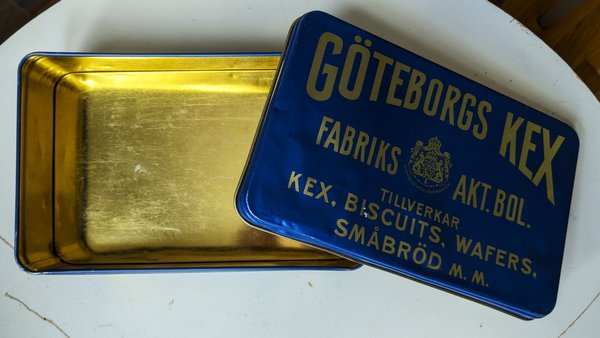 GÖTEBORGS KEX
FABRIKS AKT. BOL.
TILLVERKAR
KEX, BISCUITS, WAFERS,
SMÅBRÖD M. M.